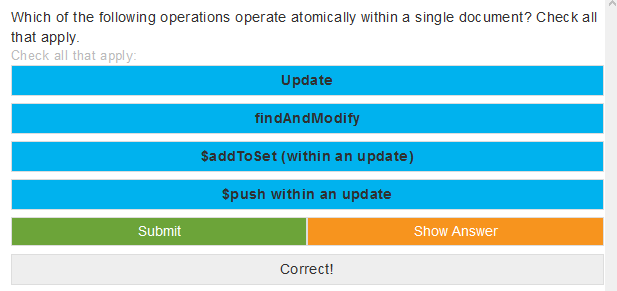 Which of the following operations operate atomically within a single document? Check all
that apply.
Check all that apply:
Update
findAndModify
$addToSet (within an update)
$push within an update
Submit
Show Answer
Correct!